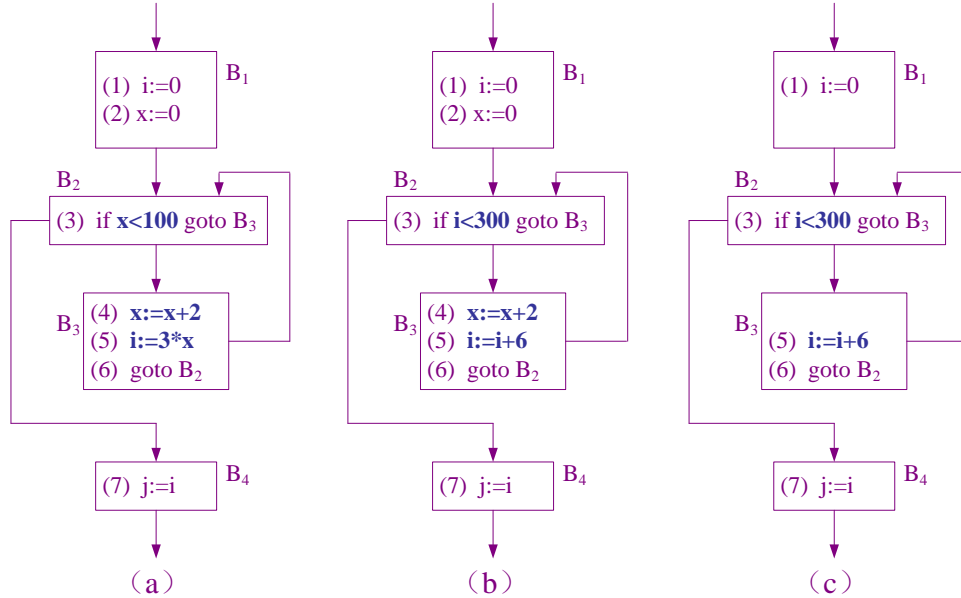 (1) i:=0
(2) x:=0
B1
B2
(3) if x<100 goto B3
B3
(4) x:=x+2
(5) i:=3*x
(6) goto B2
(7) j:=i
B4
（a）
(1) i:=0
(2) x:=0
B1
B2
(3) if i<300 goto B3
B3
(4) x:=x+2
(5) i:=i+6
(6) goto B2
(7) j:=i
B4
（b）
(1) i:=0
B1
B2
(3) if i<300 goto B3
B3
(5) i:=i+6
(6) goto B2
(7) j:=i
B4
（c）